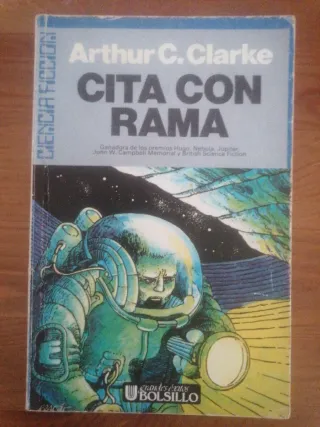 CIENCIA FICCION
Arthur C. Clarke
CITA CON
RAMA
Ganadora de los premios Hugo, Nebula, Júpiter,
John W. Campbell Memorial y British Science Fiction
grandes éxitos
BOLSILLO